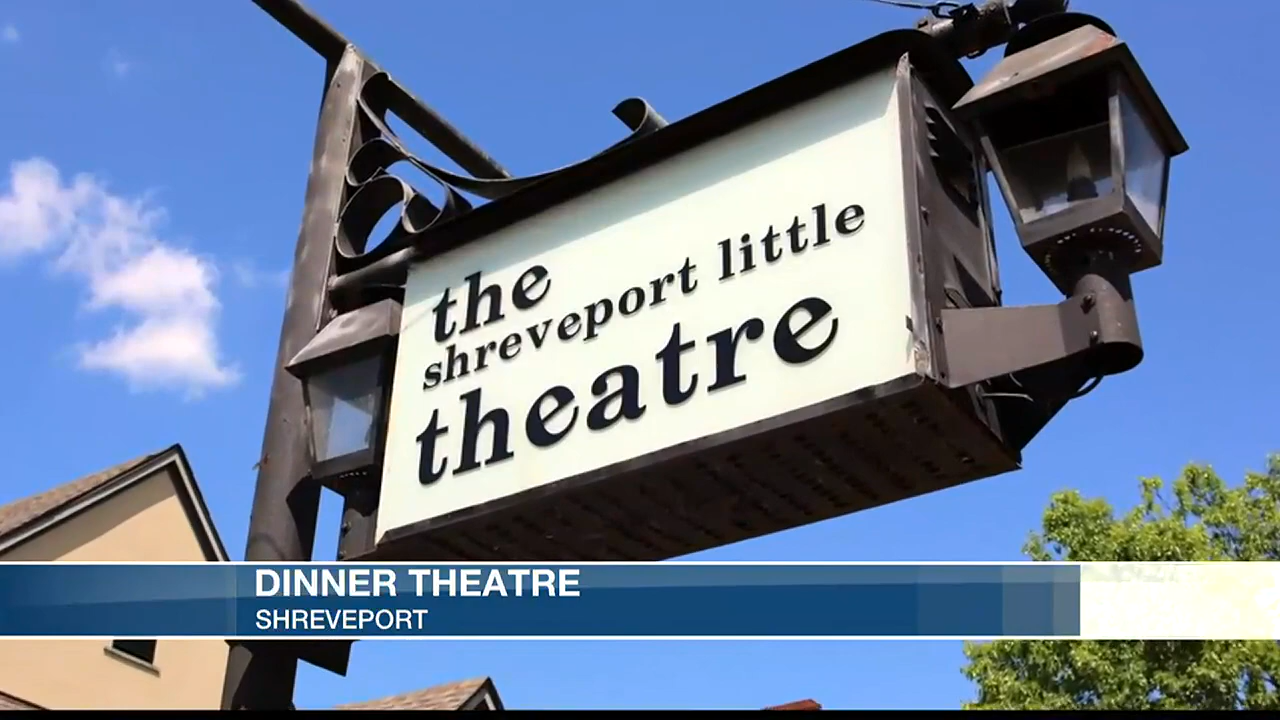 the
shreveport little
theatre
DINNER THEATRE
SHREVEPORT